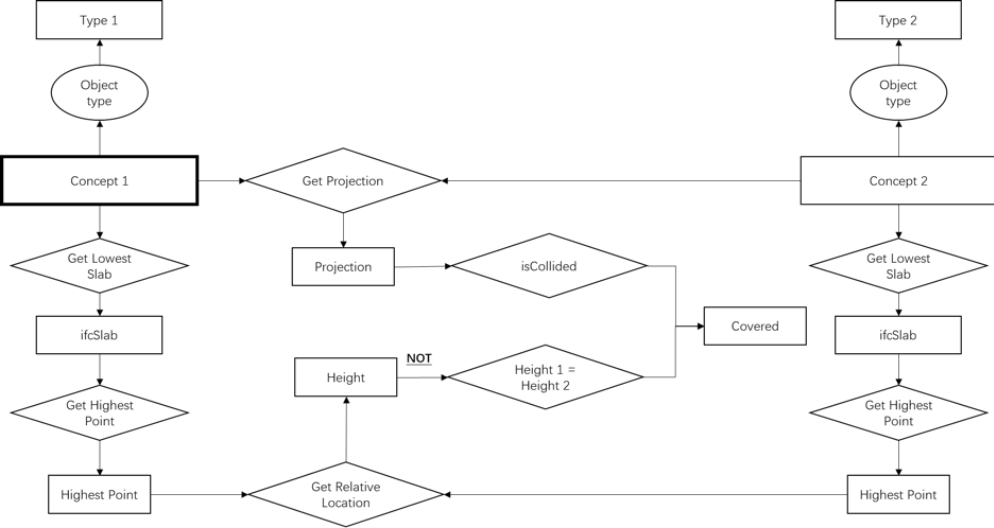 Type 1
Type 2
Object
type
Object
type
Concept 1
Get Projection
Concept 2
Get Lowest
Slab
Projection
isCollided
Get Lowest
Slab
ifcSlab
Covered
ifcSlab
Height
NOT
Height 1 =
Height 2
Get Highest
Point
Get Highest
Point
Highest Point
Get Relative
Location
Highest Point